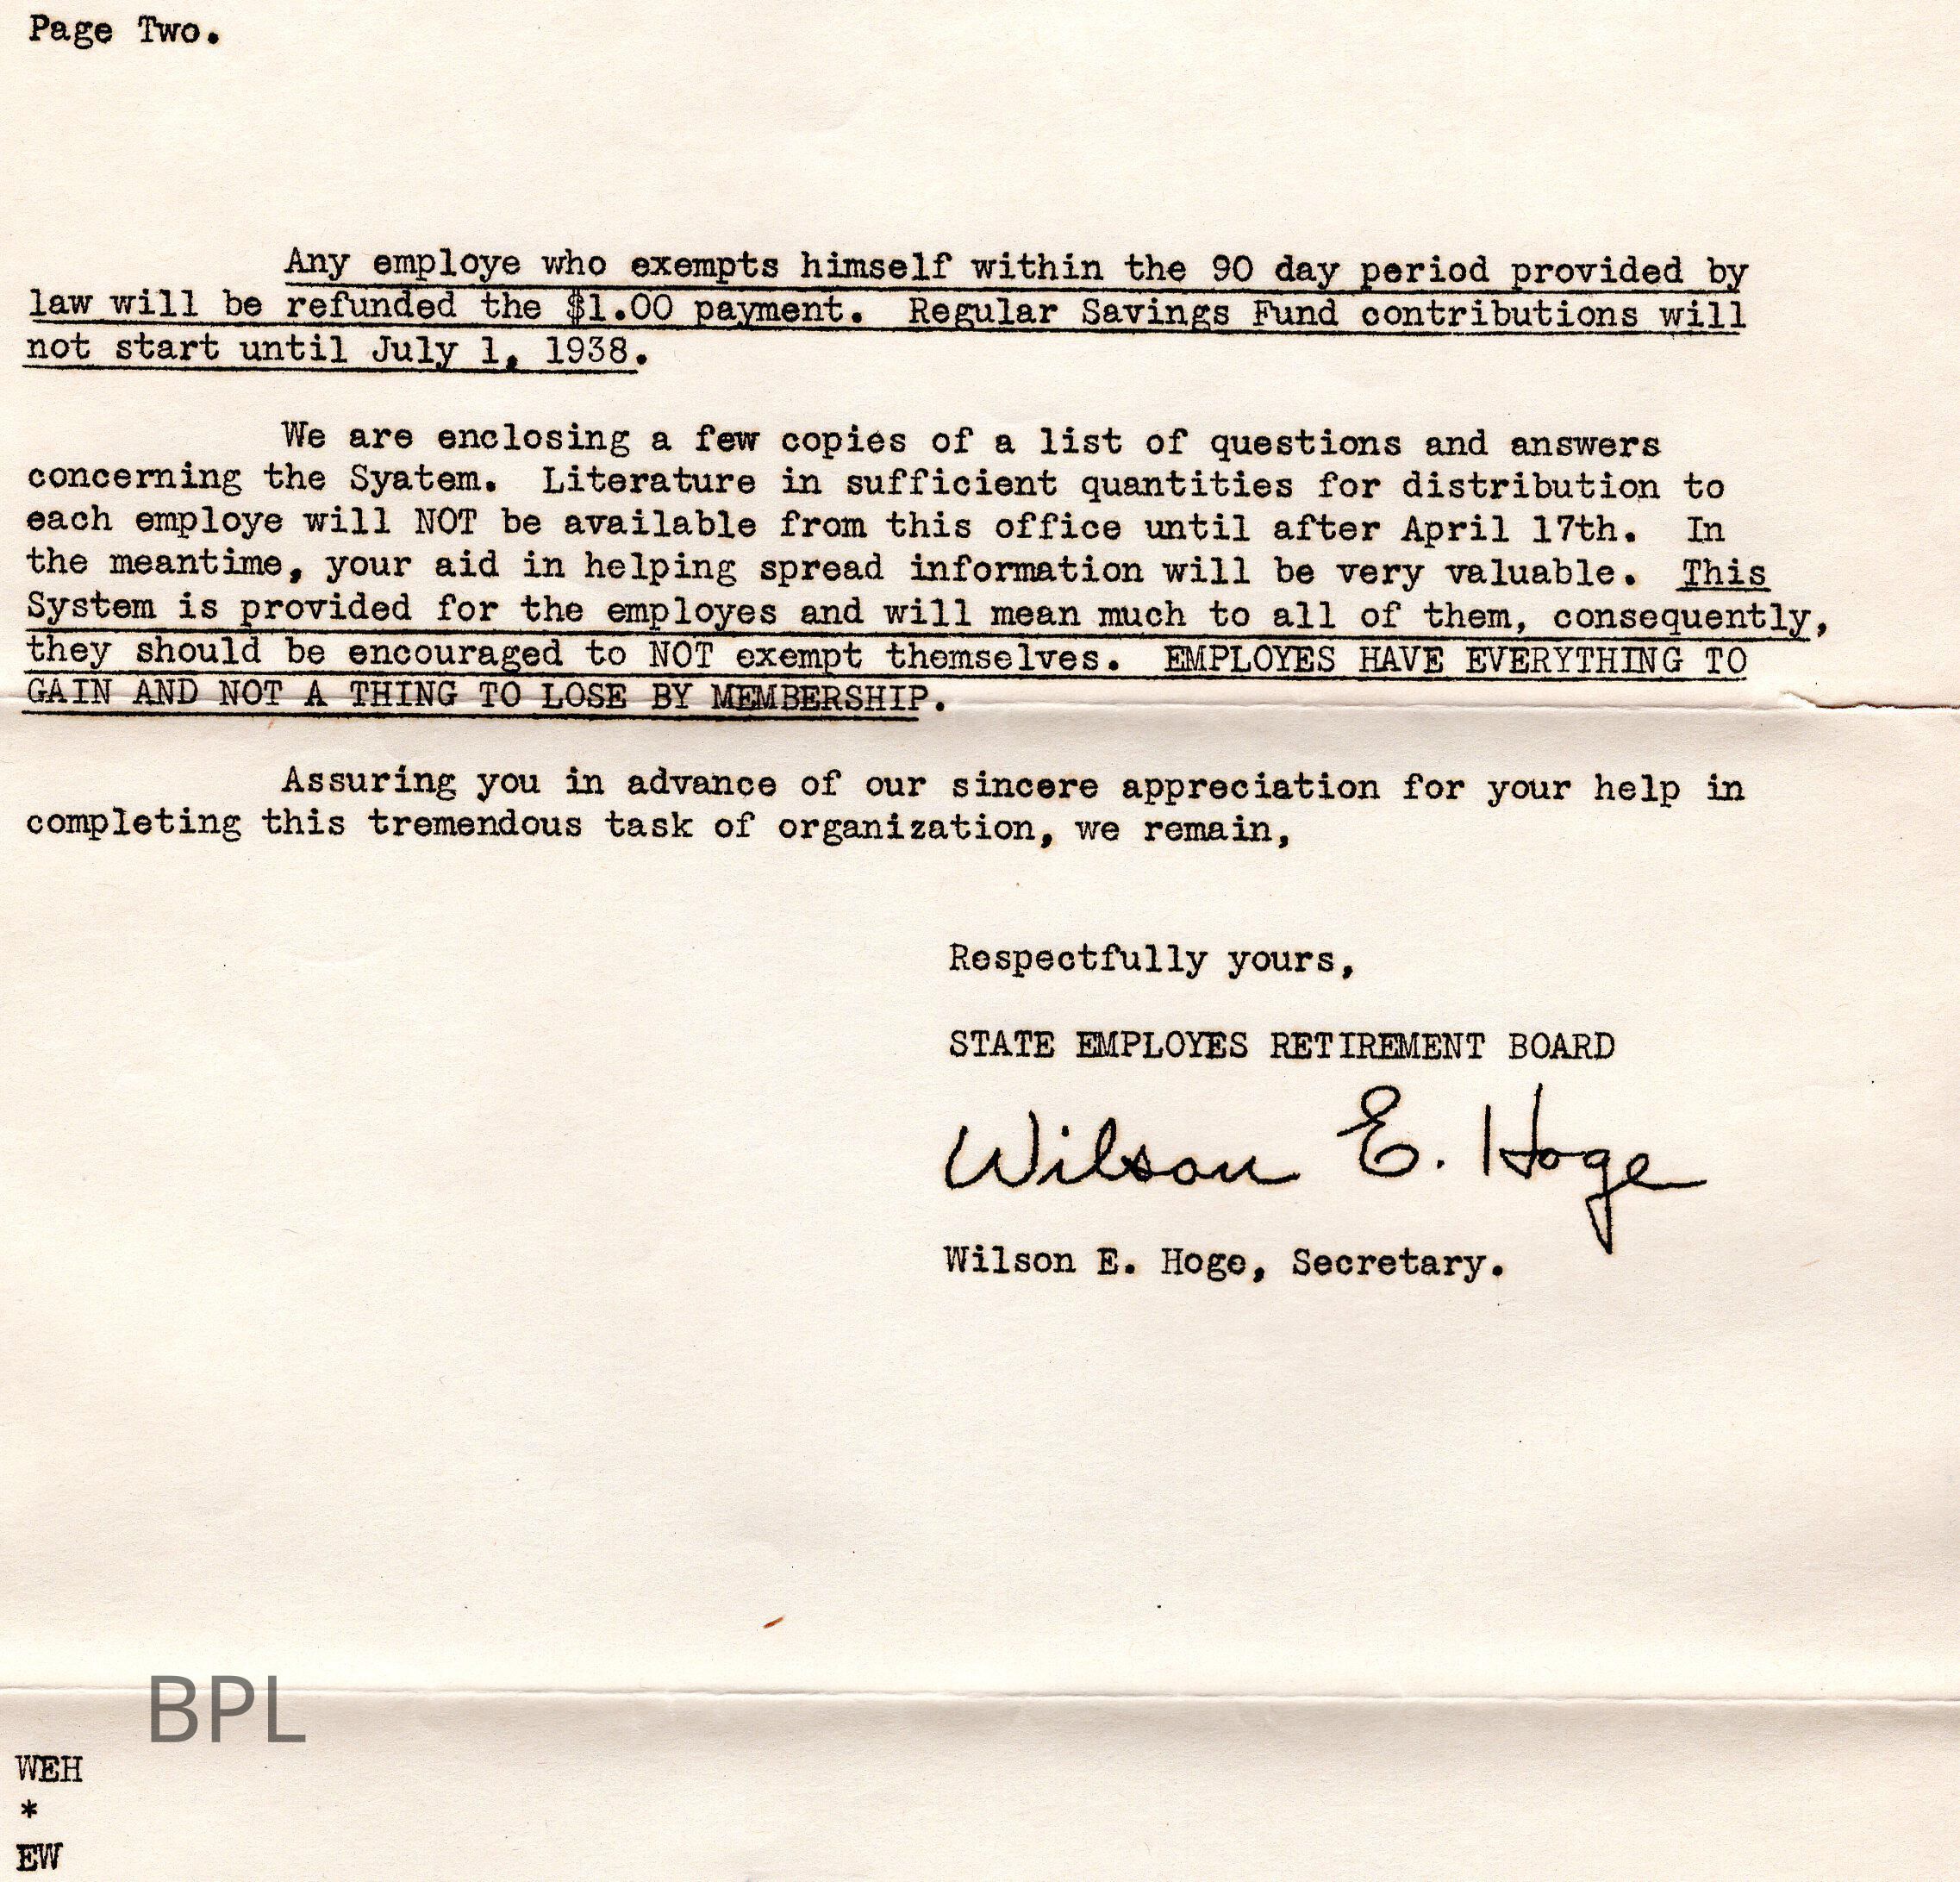 Page Two.
Any employe who exempts himself within the 90 day period provided by
law will be refunded the $1.00 payment. Regular Savings Fund contributions will
not start until July 1, 1938.
We are enclosing a few copies of a list of questions and answers
concerning the Syatem. Literature in sufficient quantities for distribution to
each employe will NOT be available from this office until after April 17th. In
the meantime, your aid in helping spread information will be very valuable. This
System is provided for the employes and will mean much to all of them, consequently,
they should be encouraged to NOT exempt themselves. EMPLOYES HAVE EVERYTHING TO
GAIN AND NOT A THING TO LOSE BY MEMBERSHIP.
Assuring you in advance of our sincere appreciation for your help in
completing this tremendous task of organization, we remain,
Respectfully yours,
STATE EMPLOYES RETIREMENT BOARD
Wilson E. Hoge
Wilson E. Hoge, Secretary.
BPL
WEH
*
EW